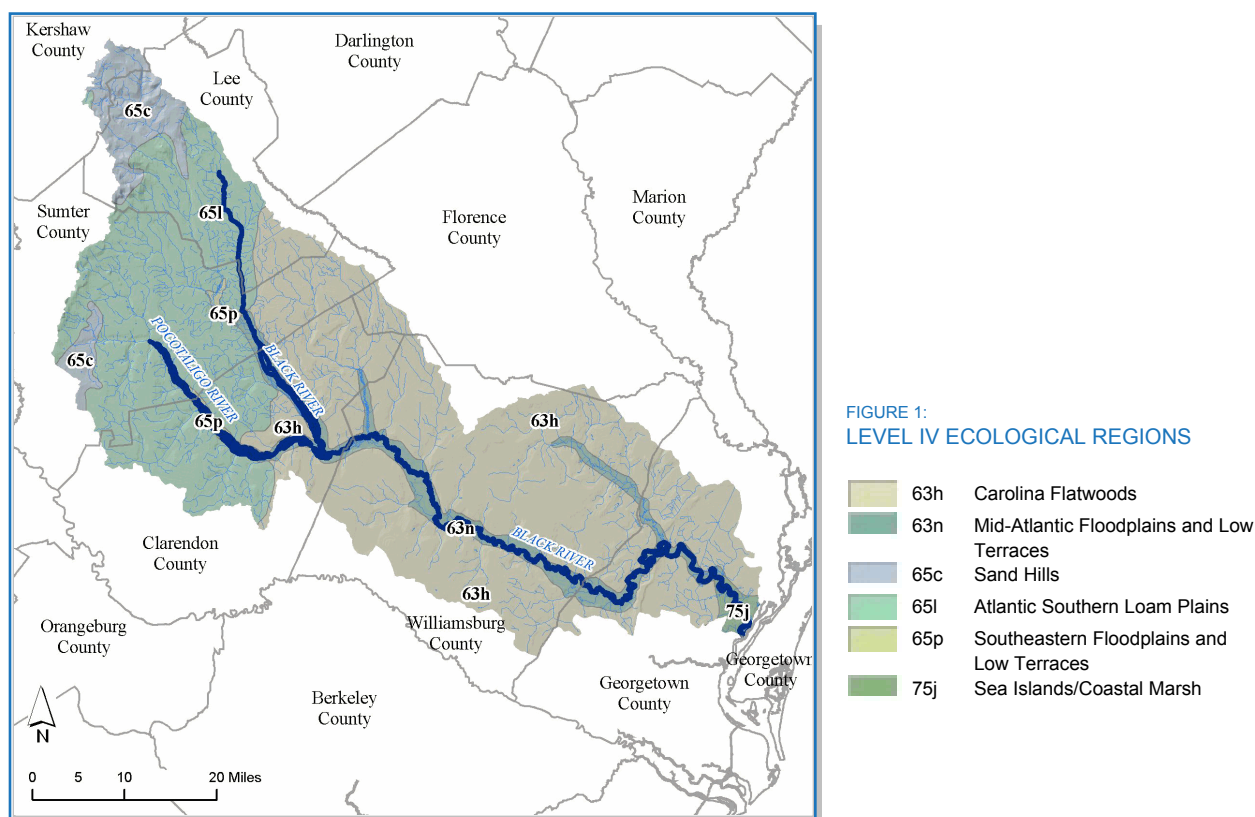 Kershaw
County
Darlington
County
Lee
County
65c
Sumter
County
65l
Marion
County
Florence
County
65p
POCOTALIGO RIVER
BLACK RIVER
65c
65p
63h
63h
63n
BLACK RIVER
Clarendon
County
63h
75j
Williamsburg
County
Orangeburg
County
Georgetown
County
Georgetown
County
Berkeley
County
N
0 5 10 20 Miles
FIGURE 1:
LEVEL IV ECOLOGICAL REGIONS
63h Carolina Flatwoods
63n Mid-Atlantic Floodplains and Low
Terraces
65c Sand Hills
65l Atlantic Southern Loam Plains
65p Southeastern Floodplains and
Low Terraces
75j Sea Islands/Coastal Marsh